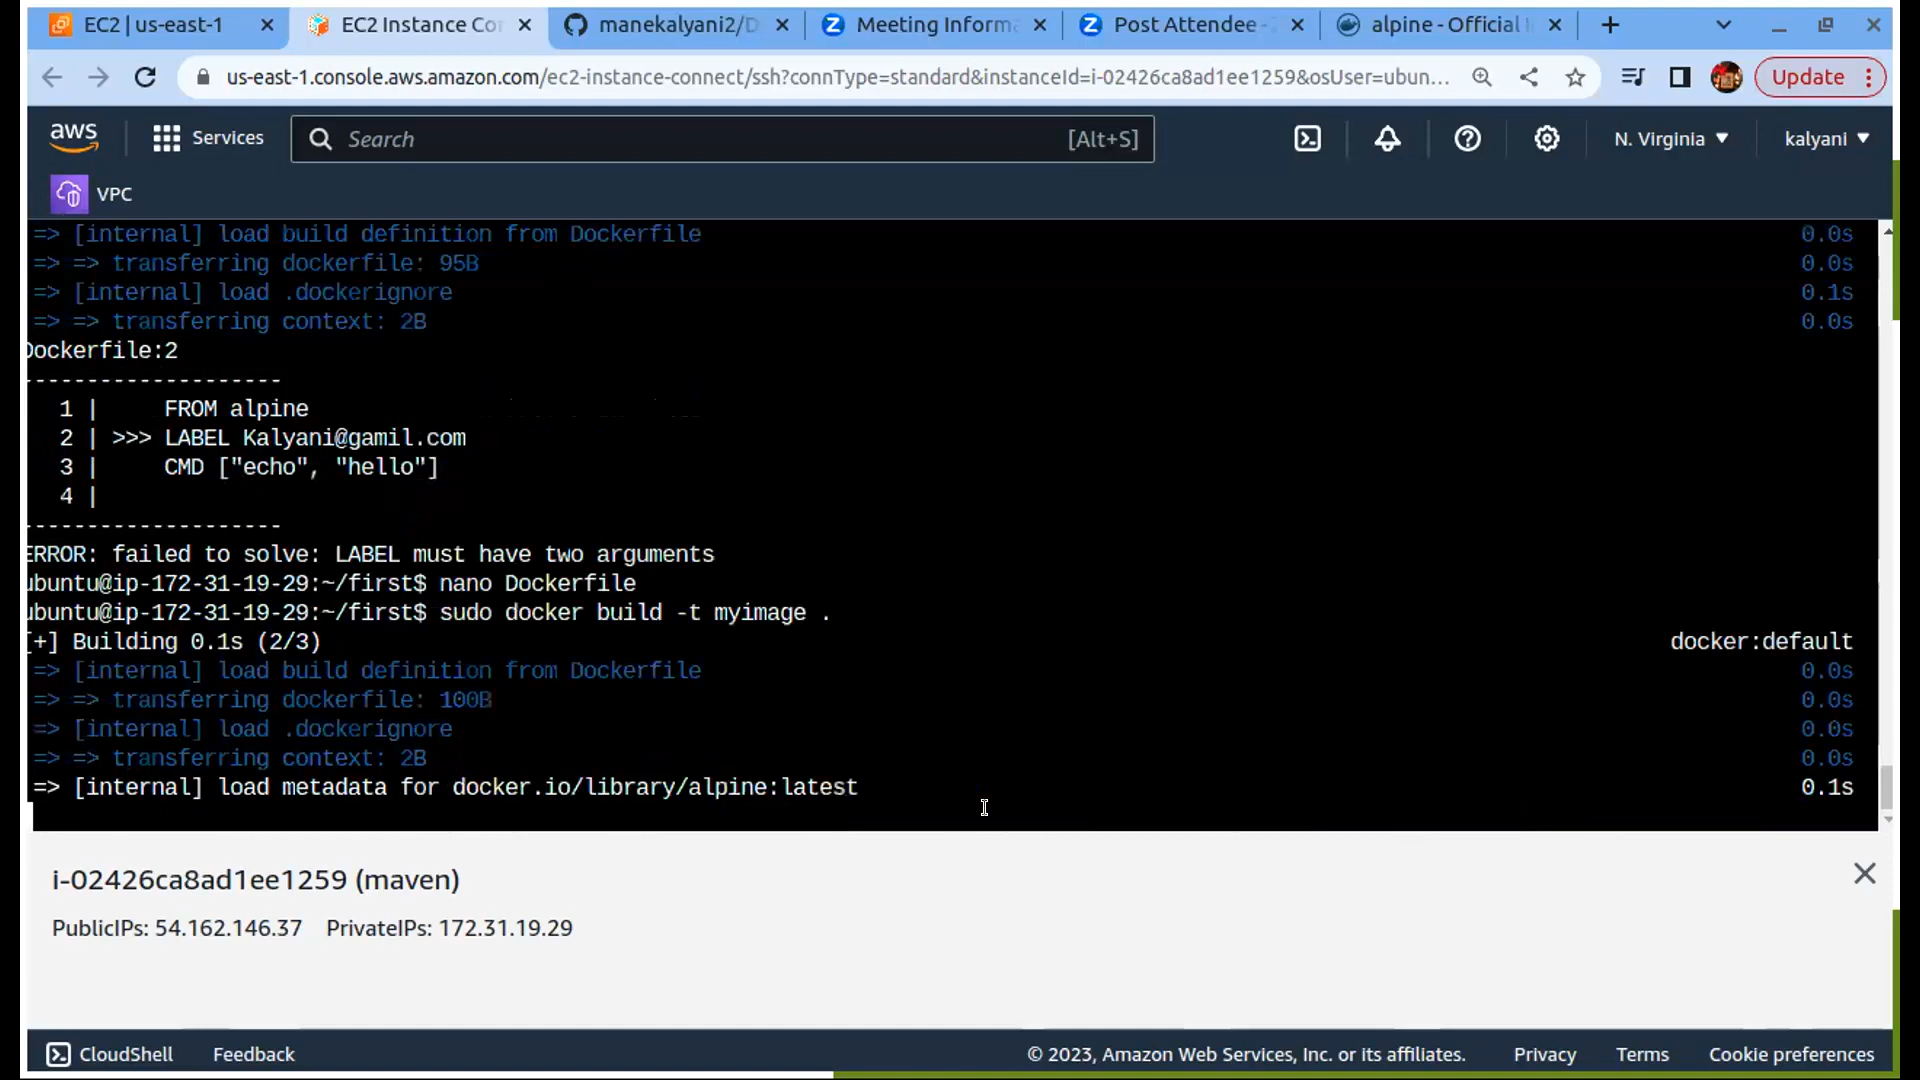 EC2 | us-east-1
EC2 Instance Co
manekalyani2/D
Meeting Inform
Post Attendee -
alpine - Official
us-east-1.console.aws.amazon.com/ec2-instance-connect/ssh?connType=standard&instanceId=i-02426ca8ad1ee1259&osUser=ubun...
Update
aws
Services
Search
[Alt+S]
N. Virginia
kalyani
VPC
=> [internal] load build definition from Dockerfile 0.0s
=> => transferring dockerfile: 95B 0.0s
=> [internal] load .dockerignore 0.1s
=> => transferring context: 2B 0.0s
Dockerfile:2
--------------------
1 | FROM alpine
2 | >>> LABEL Kalyani@gamil.com
3 | CMD ["echo", "hello"]
4 |
--------------------
ERROR: failed to solve: LABEL must have two arguments
ubuntu@ip-172-31-19-29:~/first$ nano Dockerfile
ubuntu@ip-172-31-19-29:~/first$ sudo docker build -t myimage .
[+] Building 0.1s (2/3) docker:default
=> [internal] load build definition from Dockerfile 0.0s
=> => transferring dockerfile: 100B 0.0s
=> [internal] load .dockerignore 0.0s
=> => transferring context: 2B 0.0s
=> [internal] load metadata for docker.io/library/alpine:latest 0.1s
i-02426ca8ad1ee1259 (maven)
PublicIPs: 54.162.146.37 PrivateIPs: 172.31.19.29
CloudShell
Feedback
© 2023, Amazon Web Services, Inc. or its affiliates.
Privacy
Terms
Cookie preferences